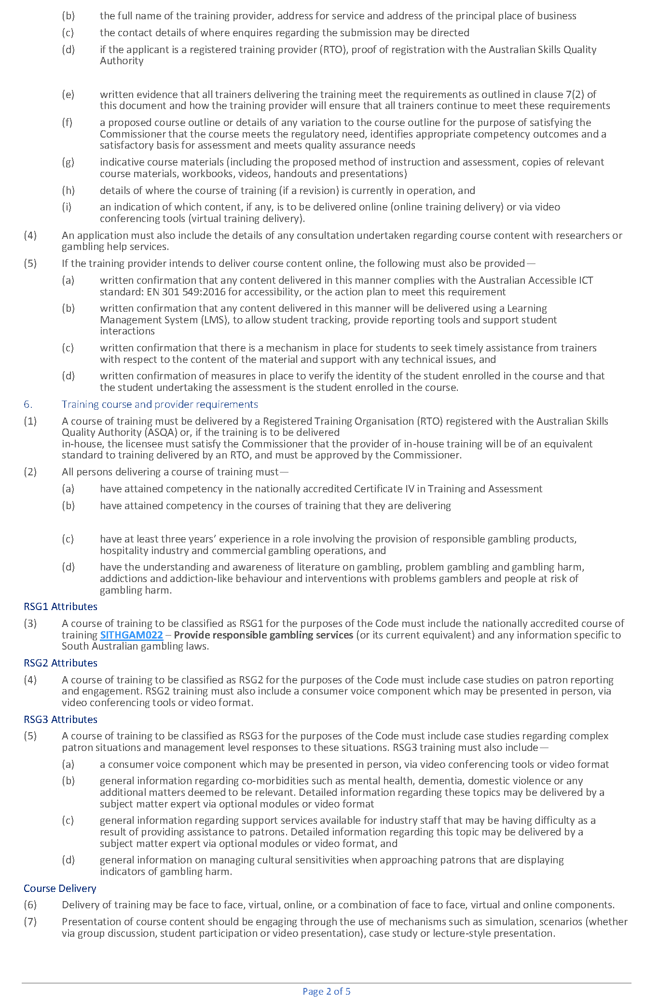 (b) the full name of the training provider, address for service and address of the principal place of business
(c) the contact details of where enquires regarding the submission may be directed
(d) if the applicant is a registered training provider (RTO), proof of registration with the Australian Skills Quality
Authority
(e) written evidence that all trainers delivering the training meet the requirements as outlined in clause 7(2) of
this document and how the training provider will ensure that all trainers continue to meet these requirements
(f) a proposed course outline or details of any variation to the course outline for the purpose of satisfying the
Commissioner that the course meets the regulatory need, identifies appropriate competency outcomes and a
satisfactory basis for assessment and meets quality assurance needs
(g) indicative course materials (including the proposed method of instruction and assessment, copies of relevant
course materials, workbooks, videos, handouts and presentations)
(h) details of where the course of training (if a revision) is currently in operation, and
(i) an indication of which content, if any, is to be delivered online (online training delivery) or via video
conferencing tools (virtual training delivery).
(4) An application must also include the details of any consultation undertaken regarding course content with researchers or
gambling help services.
(5) If the training provider intends to deliver course content online, the following must also be provided—
(a) written confirmation that any content delivered in this manner complies with the Australian Accessible ICT
standard: EN 301 549:2016 for accessibility, or the action plan to meet this requirement
(b) written confirmation that any content delivered in this manner will be delivered using a Learning
Management System (LMS), to allow student tracking, provide reporting tools and support student
interactions
(c) written confirmation that there is a mechanism in place for students to seek timely assistance from trainers
with respect to the content of the material and support with any technical issues, and
(d) written confirmation of measures in place to verify the identity of the student enrolled in the course and that
the student undertaking the assessment is the student enrolled in the course.
6. Training course and provider requirements
(1) A course of training must be delivered by a Registered Training Organisation (RTO) registered with the Australian Skills
Quality Authority (ASQA) or, if the training is to be delivered
in-house, the licensee must satisfy the Commissioner that the provider of in-house training will be of an equivalent
standard to training delivered by an RTO, and must be approved by the Commissioner.
(2) All persons delivering a course of training must—
(a) have attained competency in the nationally accredited Certificate IV in Training and Assessment
(b) have attained competency in the courses of training that they are delivering
(c) have at least three years’ experience in a role involving the provision of responsible gambling products,
hospitality industry and commercial gambling operations, and
(d) have the understanding and awareness of literature on gambling, problem gambling and gambling harm,
addictions and addiction-like behaviour and interventions with problems gamblers and people at risk of
gambling harm.
RSG1 Attributes
(3) A course of training to be classified as RSG1 for the purposes of the Code must include the nationally accredited course of
training SITHGAM022 – Provide responsible gambling services (or its current equivalent) and any information specific to
South Australian gambling laws.
RSG2 Attributes
(4) A course of training to be classified as RSG2 for the purposes of the Code must include case studies on patron reporting
and engagement. RSG2 training must also include a consumer voice component which may be presented in person, via
video conferencing tools or video format.
RSG3 Attributes
(5) A course of training to be classified as RSG3 for the purposes of the Code must include case studies regarding complex
patron situations and management level responses to these situations. RSG3 training must also include—
(a) a consumer voice component which may be presented in person, via video conferencing tools or video format
(b) general information regarding co-morbidities such as mental health, dementia, domestic violence or any
additional matters deemed to be relevant. Detailed information regarding these topics may be delivered by a
subject matter expert via optional modules or video format
(c) general information regarding support services available for industry staff that may be having difficulty as a
result of providing assistance to patrons. Detailed information regarding this topic may be delivered by a
subject matter expert via optional modules or video format, and
(d) general information on managing cultural sensitivities when approaching patrons that are displaying
indicators of gambling harm.
Course Delivery
(6) Delivery of training may be face to face, virtual, online, or a combination of face to face, virtual and online components.
(7) Presentation of course content should be engaging through the use of mechanisms such as simulation, scenarios (whether
via group discussion, student participation or video presentation), case study or lecture-style presentation.
Page 2 of 5